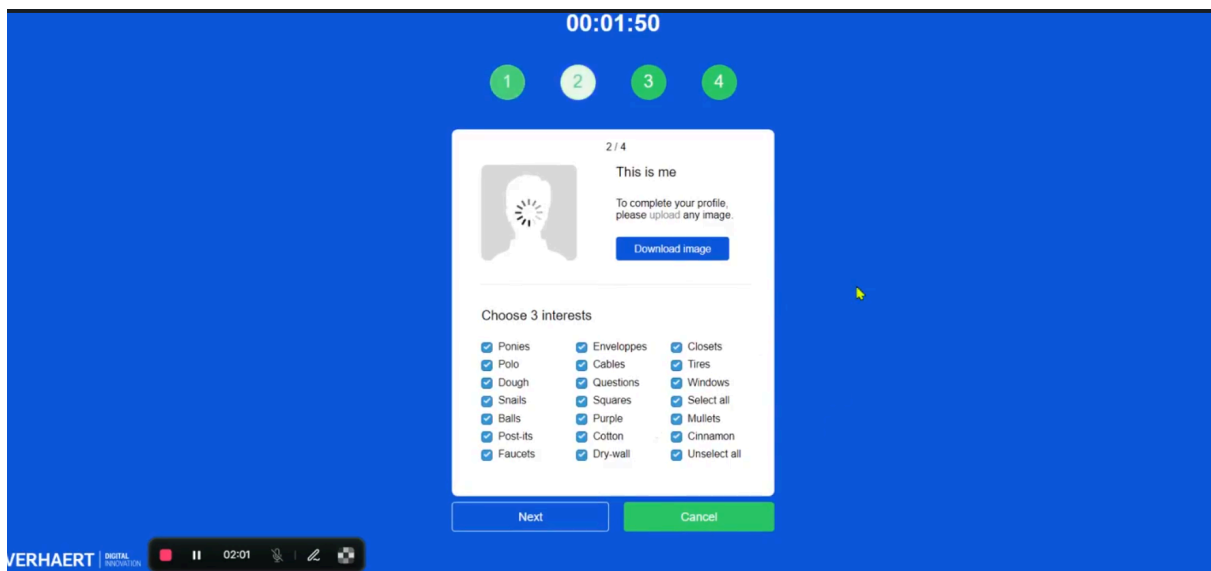 00:01:50
1 2 3 4
2 / 4
This is me
To complete your profile,
please upload any image.
Download image
Choose 3 interests
Ponies Enveloppes Closets
Polo Cables Tires
Dough Questions Windows
Snails Squares Select all
Balls Purple Mullets
Post-its Cotton Cinnamon
Faucets Dry-wall Unselect all
Next Cancel
VERHAERT DIGITAL
INNOVATION
02:01